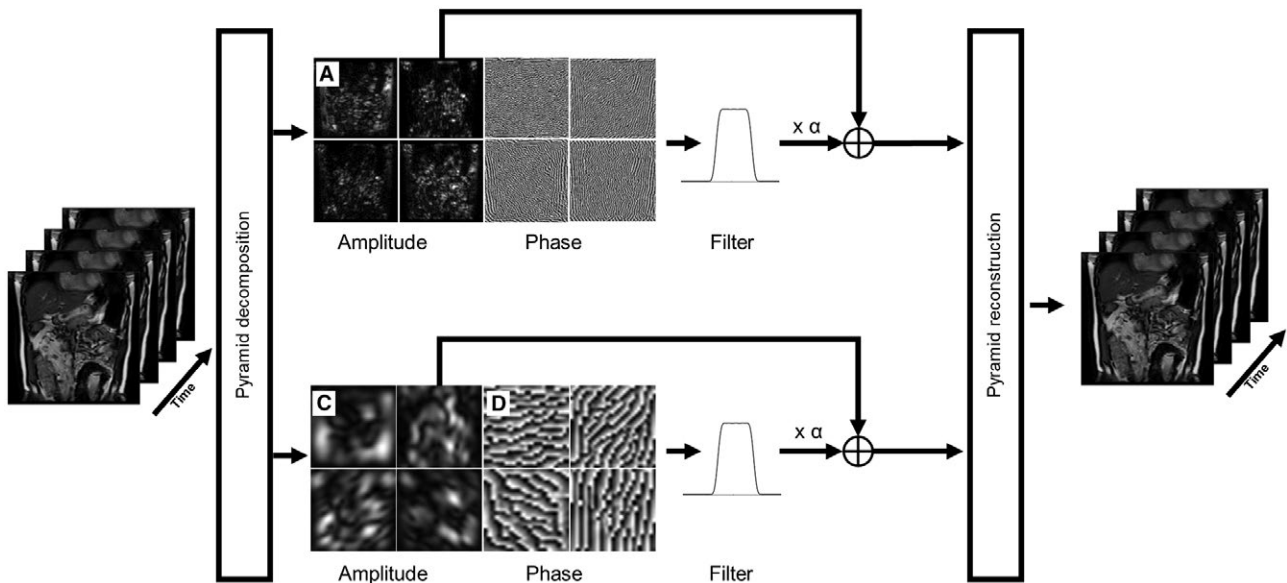 Time
Pyramid decomposition
A
Amplitude
Phase
Filter
x α
C
D
Amplitude
Phase
Filter
x α
Pyramid reconstruction
Time